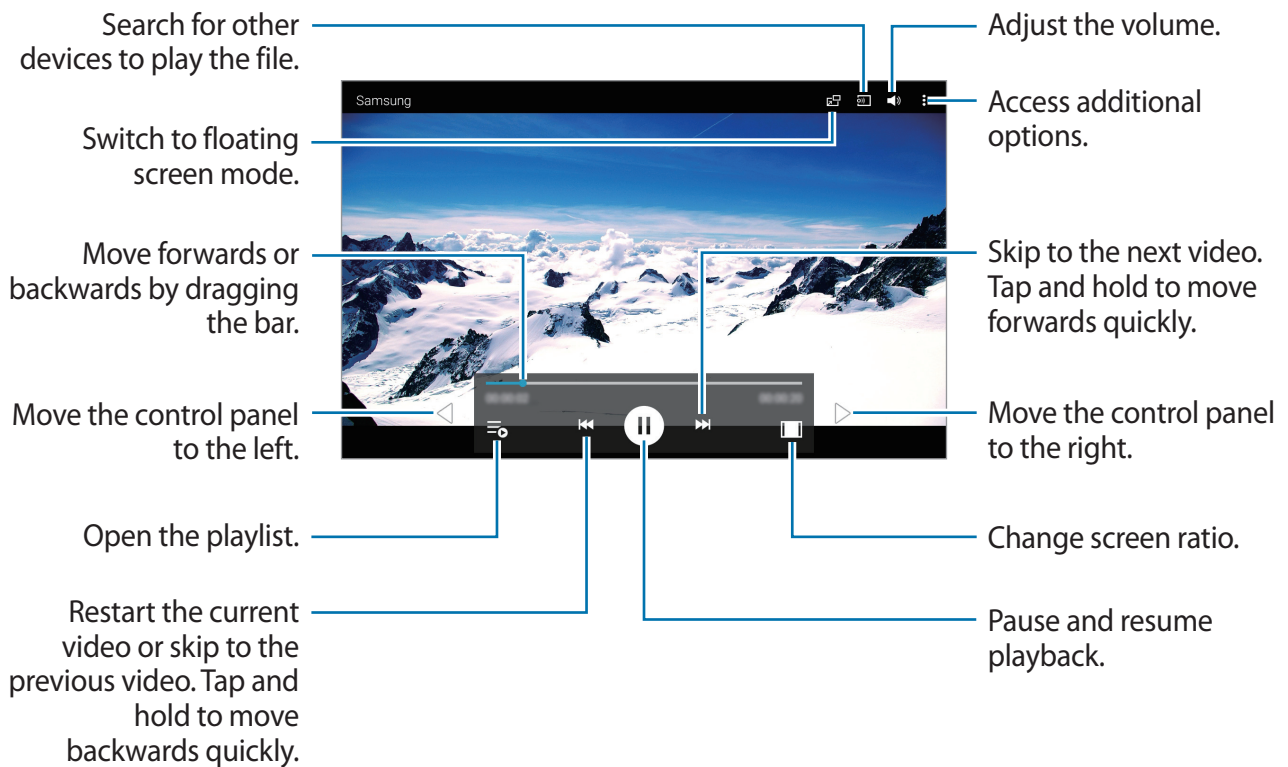 Search for other
devices to play the file.
Switch to floating
screen mode.
Move forwards or
backwards by dragging
the bar.
Move the control panel
to the left.
Open the playlist.
Restart the current
video or skip to the
previous video. Tap and
hold to move
backwards quickly.
Samsung
Adjust the volume.
Access additional
options.
Skip to the next video.
Tap and hold to move
forwards quickly.
Move the control panel
to the right.
Change screen ratio.
Pause and resume
playback.